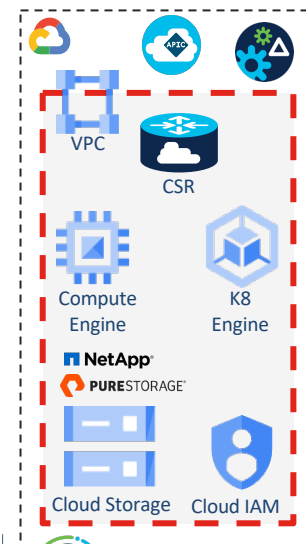 APIC
VPC
CSR
Compute
Engine
K8
Engine
NetApp
PURESTORAGE
Cloud Storage
Cloud IAM